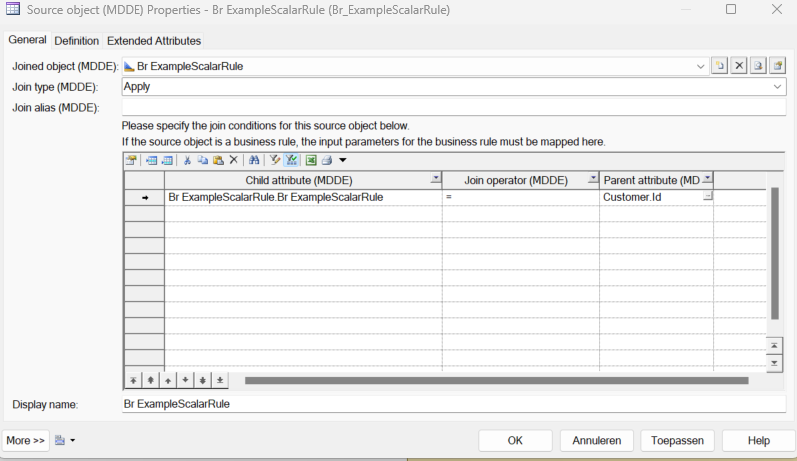 Source object (MDDE) Properties - Br ExampleScalarRule (Br_ExampleScalarRule)
General Definition Extended Attributes
Joined object (MDDE): Br ExampleScalarRule
Join type (MDDE): Apply
Join alias (MDDE):
Please specify the join conditions for this source object below.
If the source object is a business rule, the input parameters for the business rule must be mapped here.
Child attribute (MDDE) Join operator (MDDE) Parent attribute (MD
Br ExampleScalarRule.Br ExampleScalarRule = Customer.Id
Display name: Br ExampleScalarRule
More >> OK Annuleren Toepassen Help